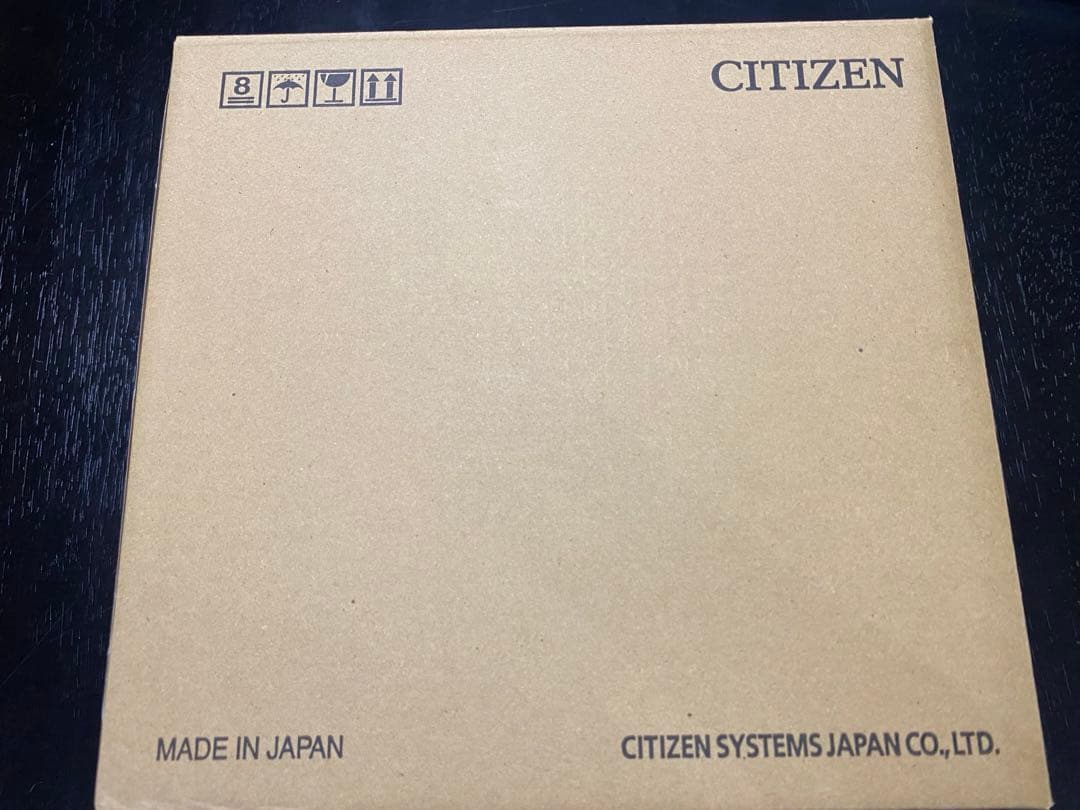 8
CITIZEN
MADE IN JAPAN
CITIZEN SYSTEMS JAPAN CO.,LTD.